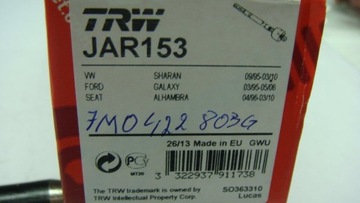 TRW
JAR153
VW SHARAN 09/95-03/10
FORD GALAXY 03/95-05/06
SEAT ALHAMBRA 04/96-03/10
7M0422803G
26/13 Made in EU GWU
MT20
3 322937 911738
The TRW trademark is owned by
TRW Intellectual Property Corp
SO363310
Lucas